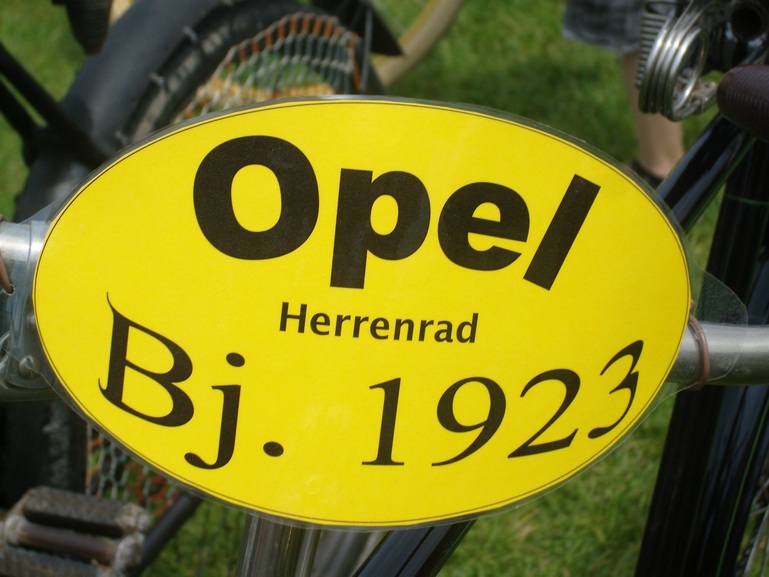 Opel
Herrenrad
Bj. 1923